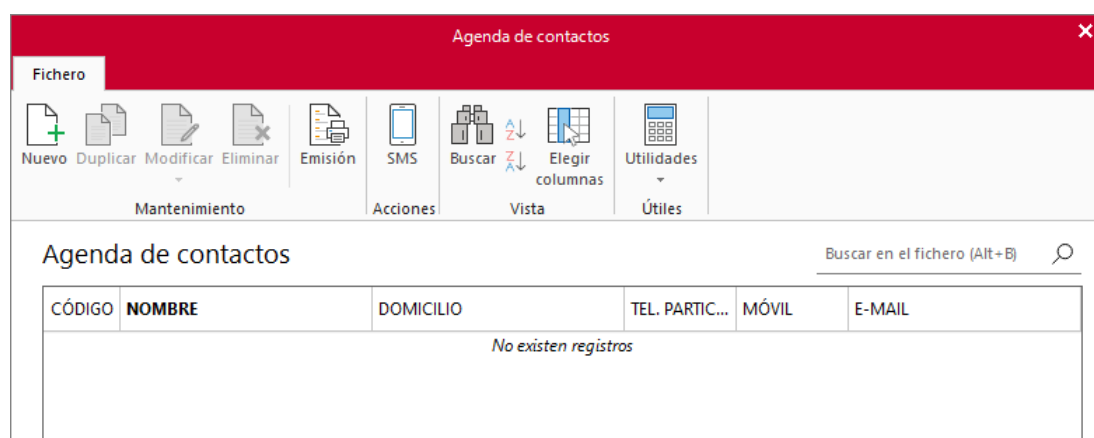 Agenda de contactos
Fichero
Nuevo Duplicar Modificar Eliminar Emisión SMS Buscar Elegir columnas Utilidades
Mantenimiento Acciones Vista Útiles
Agenda de contactos Buscar en el fichero (Alt+B)
CÓDIGO NOMBRE DOMICILIO TEL. PARTIC... MÓVIL E-MAIL
No existen registros